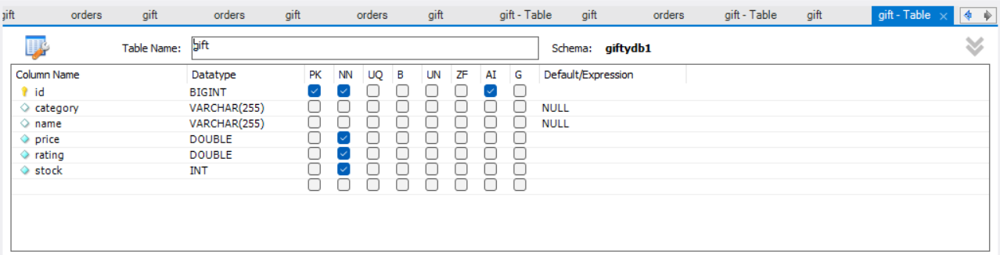 gift orders gift orders gift orders gift gift - Table gift orders gift - Table gift gift - Table
Table Name: gift Schema: giftydb1
Column Name Datatype PK NN UQ B UN ZF AI G Default/Expression
id BIGINT
category VARCHAR(255) NULL
name VARCHAR(255) NULL
price DOUBLE
rating DOUBLE
stock INT